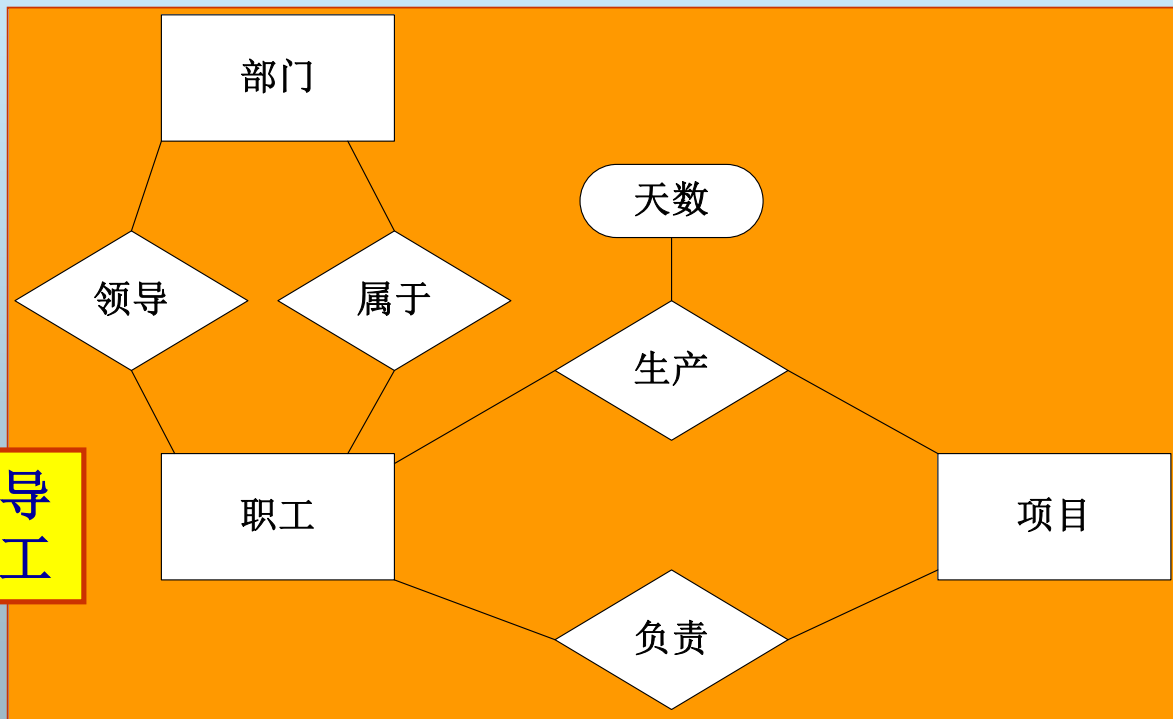 部门
天数
领导
属于
生产
职工
项目
导
工
负责